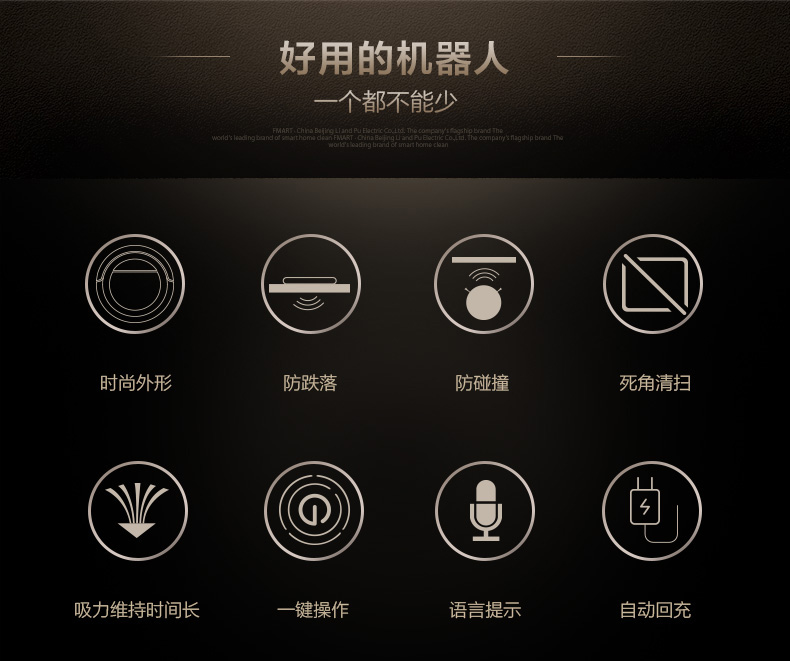 好用的机器人
一个都不能少
FMART - China Beijing Li and Pu Electric Co.,Ltd. The company's flagship brand The
world's leading brand of smart home clean FMART - China Beijing Li and Pu Electric Co.,Ltd. The company's flagship brand The
world's leading brand of smart home clean
时尚外形
防跌落
防碰撞
死角清扫
吸力维持时间长
一键操作
语言提示
自动回充